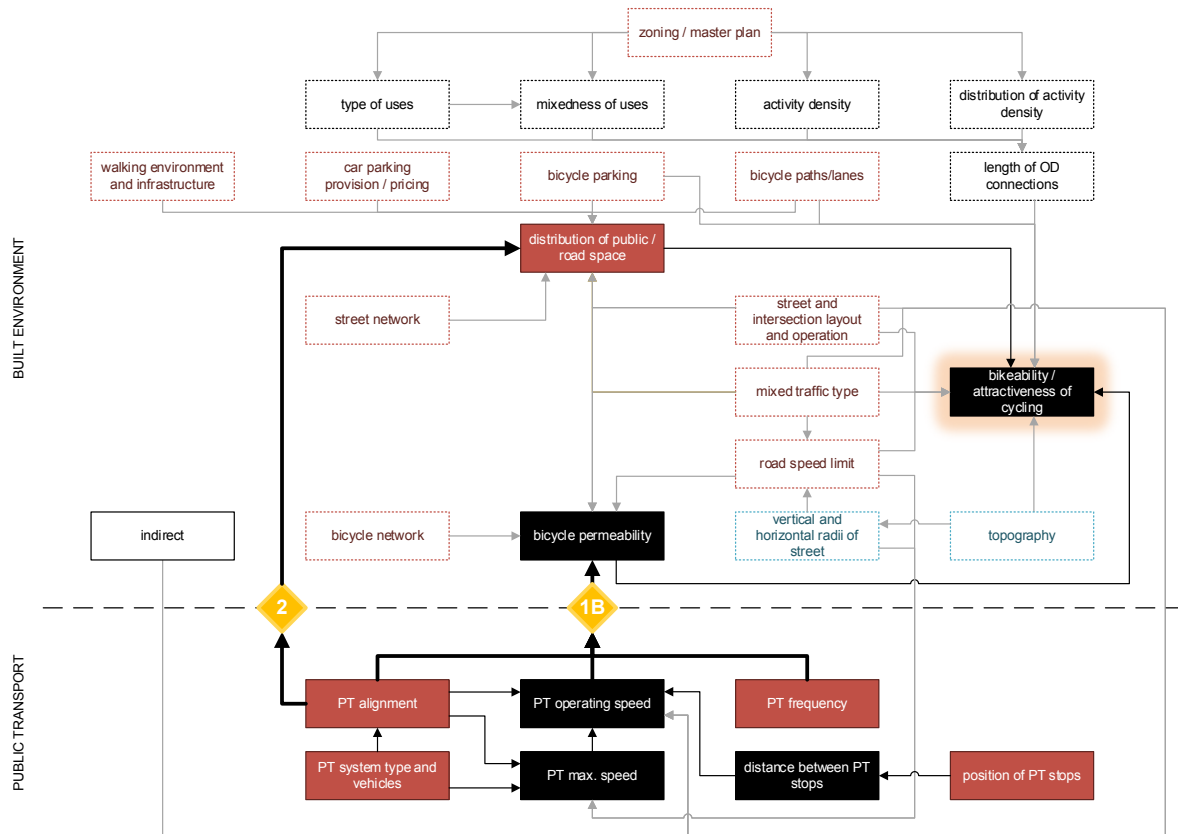 zoning / master plan
type of uses
mixedness of uses
activity density
distribution of activity
density
walking environment
and infrastructure
car parking
provision / pricing
bicycle parking
bicycle paths/lanes
length of OD
connections
distribution of public /
road space
street network
street and
intersection layout
and operation
BUILT ENVIRONMENT
mixed traffic type
bikeability /
attractiveness of
cycling
road speed limit
indirect
bicycle network
bicycle permeability
vertical and
horizontal radii of
street
topography
2
1B
PUBLIC TRANSPORT
PT alignment
PT operating speed
PT frequency
PT system type and
vehicles
PT max. speed
distance between PT
stops
position of PT stops